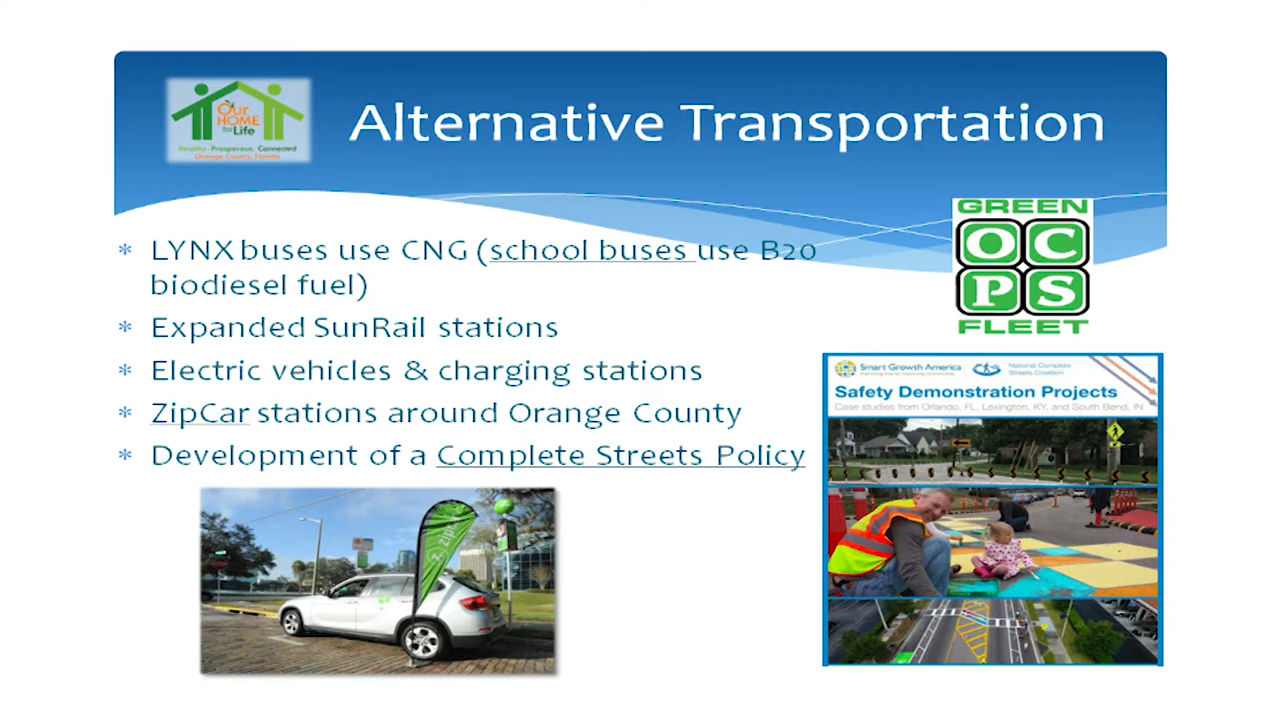 Our
HOME
for Life
Healthy · Prosperous · Connected
Orange County, Florida
Alternative Transportation
GREEN
OC
PS
FLEET
* LYNX buses use CNG (school buses use B20
biodiesel fuel)
* Expanded SunRail stations
* Electric vehicles & charging stations
* ZipCar stations around Orange County
* Development of a Complete Streets Policy
Smart Growth America
National Complete
Streets Coalition
Safety Demonstration Projects
Case studies from Orlando, FL, Lexington, KY, and South Bend, IN
zip